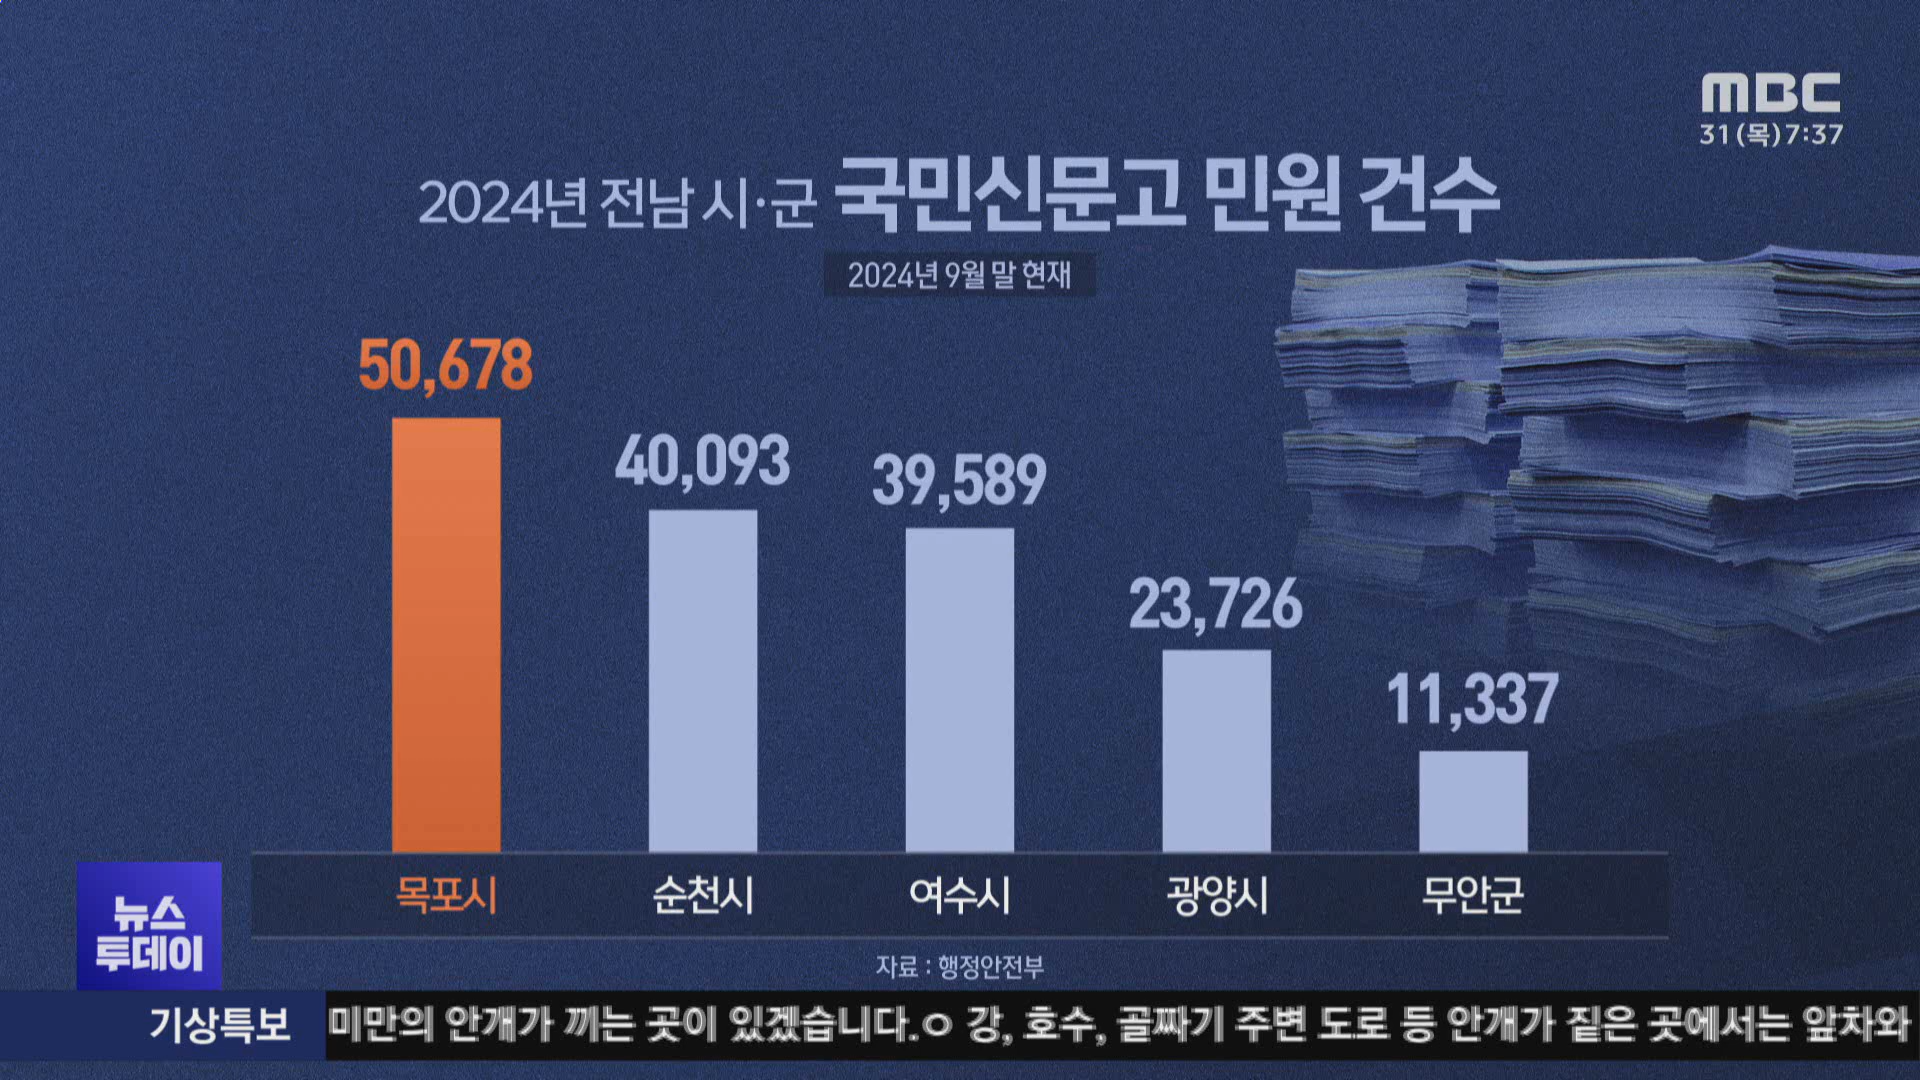 MBC
31(목)7:37
2024년 전남 시·군 국민신문고 민원 건수
2024년 9월 말 현재
50,678
40,093
39,589
23,726
11,337
목포시
순천시
여수시
광양시
무안군
자료 : 행정안전부
뉴스
투데이
기상특보
미만의 안개가 끼는 곳이 있겠습니다.ㅇ 강, 호수, 골짜기 주변 도로 등 안개가 짙은 곳에서는 앞차와